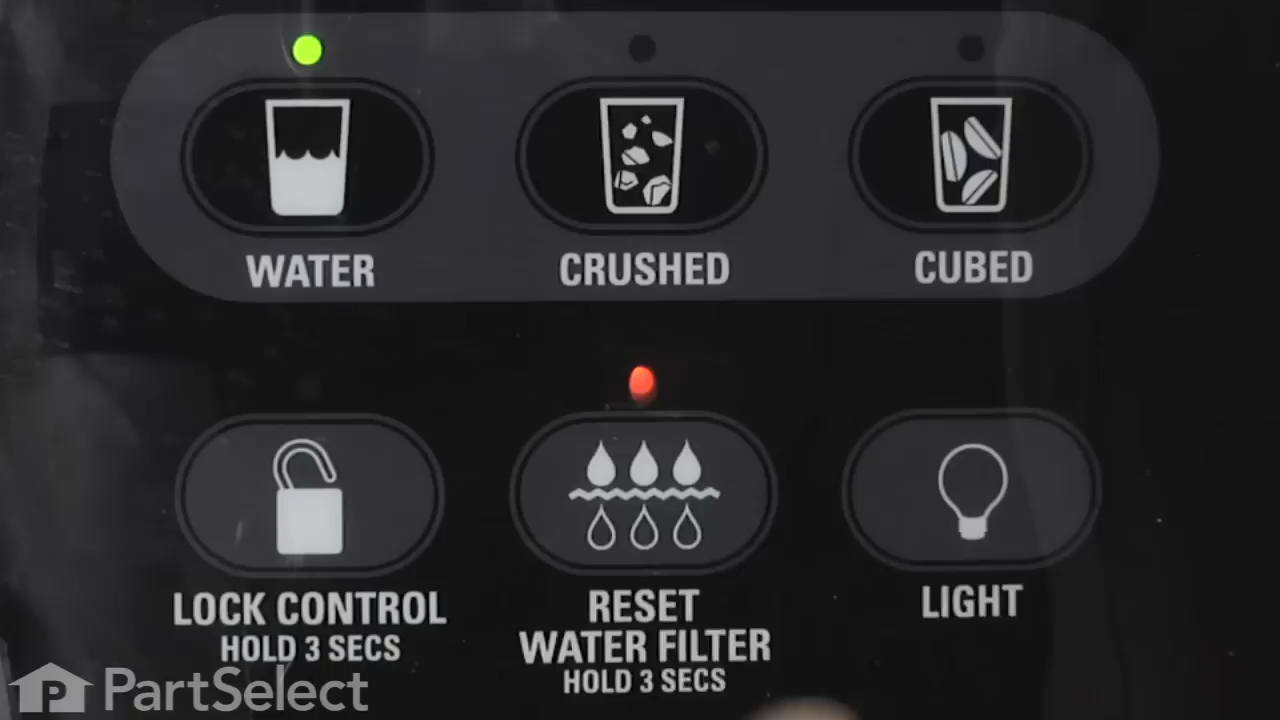 WATER
CRUSHED
CUBED
LOCK CONTROL
HOLD 3 SECS
RESET
WATER FILTER
HOLD 3 SECS
LIGHT
PartSelect